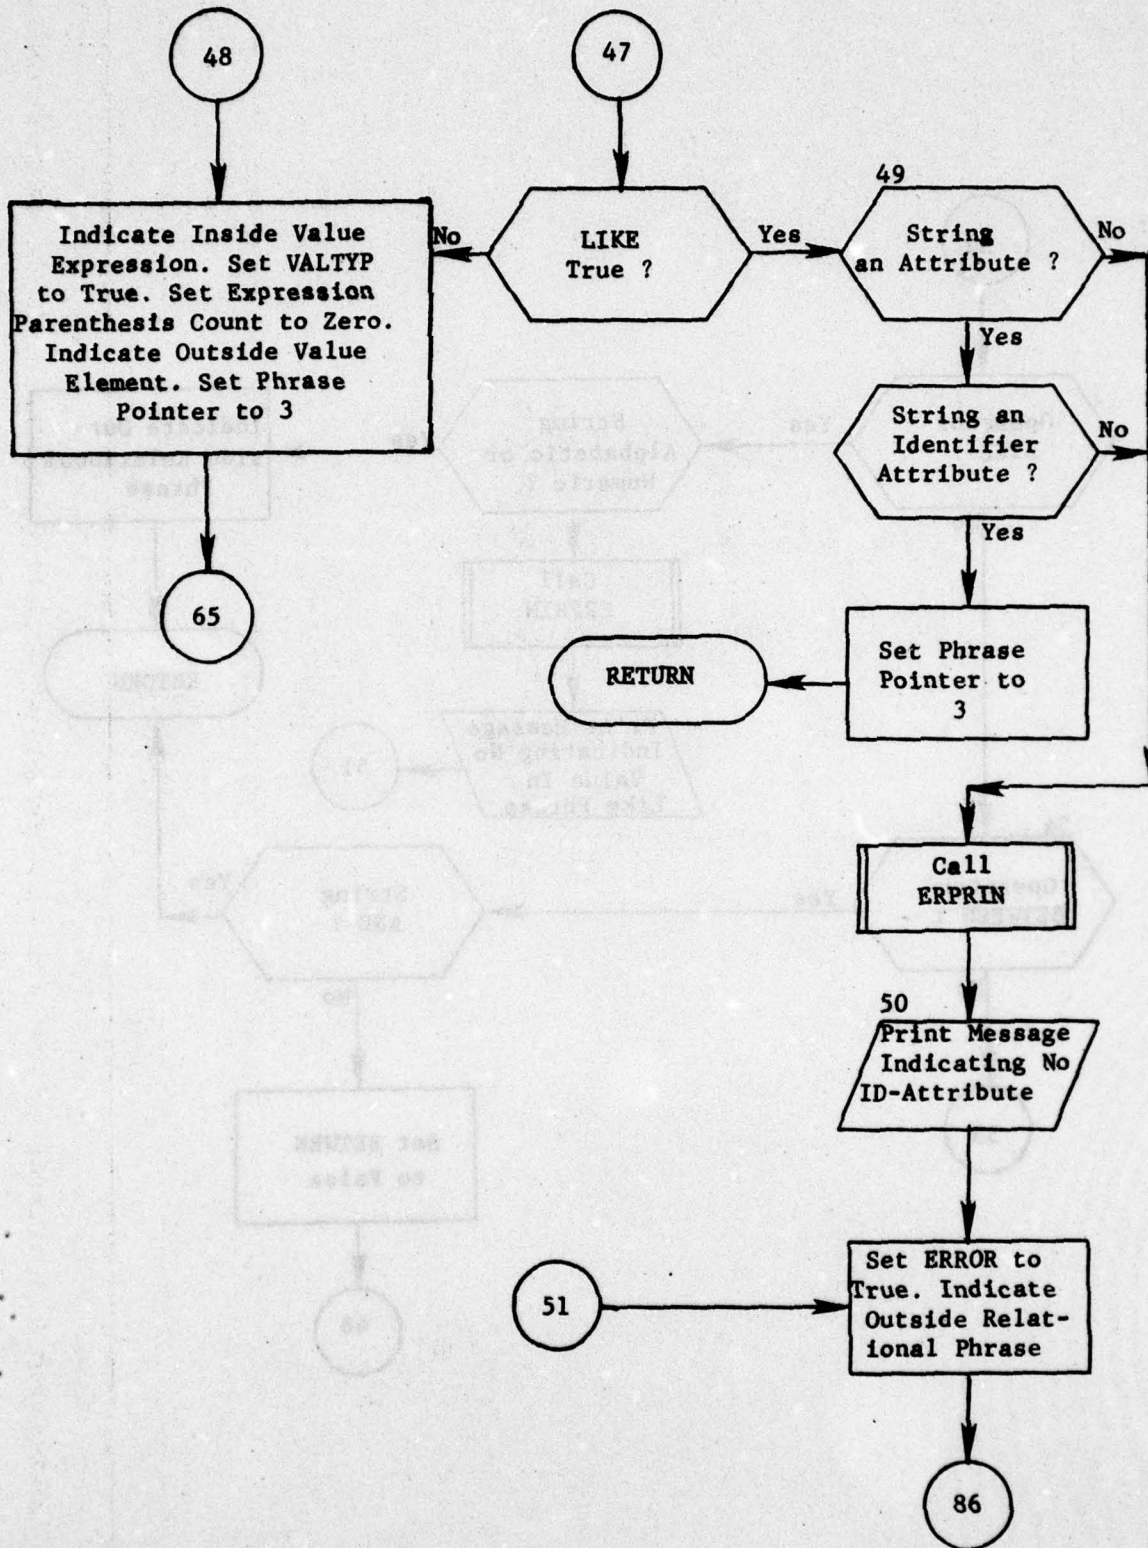 48
47
Indicate Inside Value
Expression. Set VALTYP
to True. Set Expression
Parenthesis Count to Zero.
Indicate Outside Value
Element. Set Phrase
Pointer to 3
No
LIKE
True ?
Yes
49
String
an Attribute ?
No
Yes
String an
Identifier
Attribute ?
No
Yes
65
RETURN
Set Phrase
Pointer to
3
Call
ERPRIN
50
Print Message
Indicating No
ID-Attribute
51
Set ERROR to
True. Indicate
Outside Relat-
ional Phrase
86